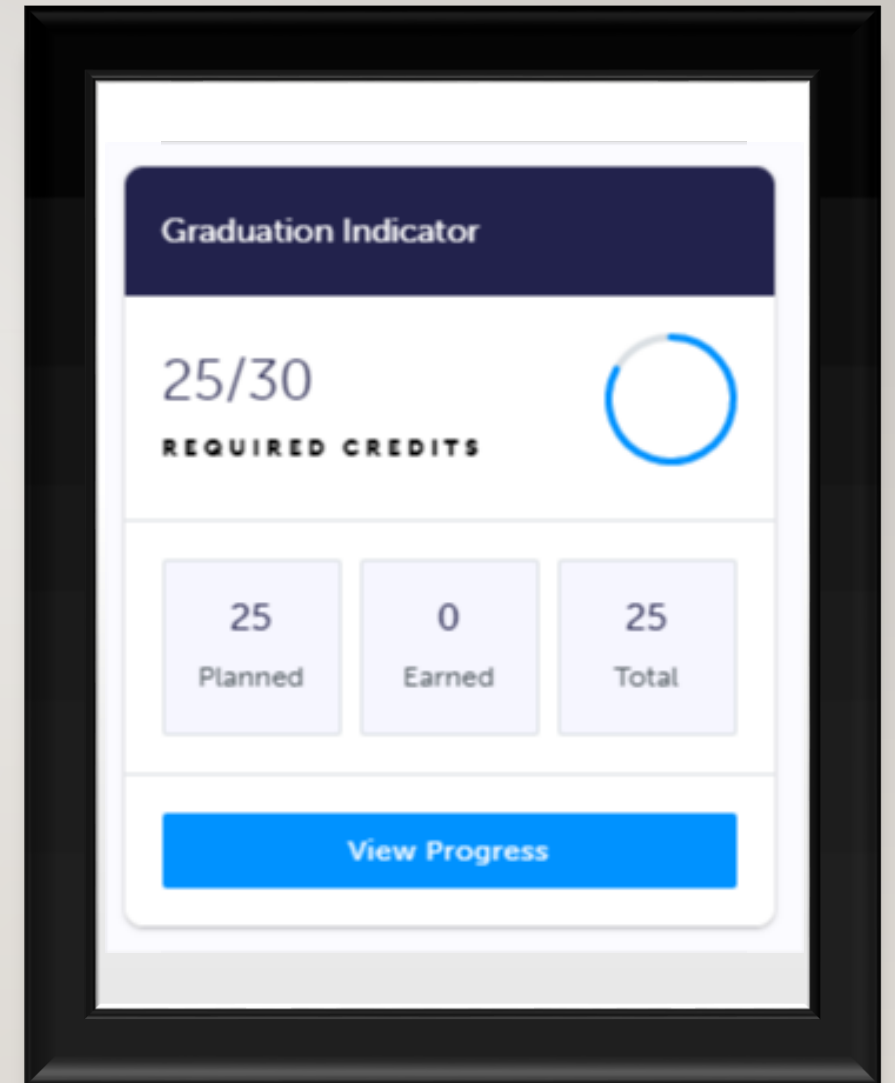 Graduation Indicator
25/30
REQUIRED CREDITS
25 0 25
Planned Earned Total
View Progress